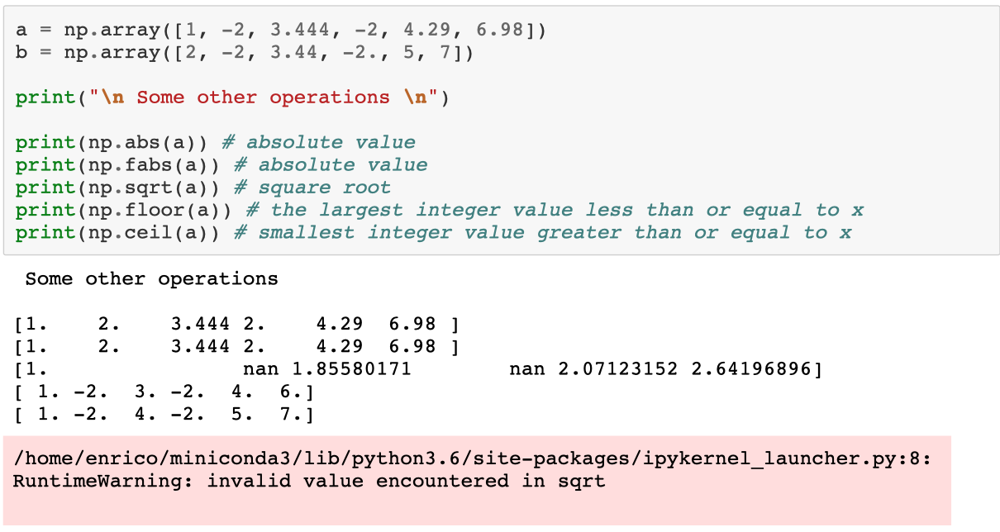 a = np.array([1, -2, 3.444, -2, 4.29, 6.98])
b = np.array([2, -2, 3.44, -2., 5, 7])
print("\n Some other operations \n")
print(np.abs(a)) # absolute value
print(np.fabs(a)) # absolute value
print(np.sqrt(a)) # square root
print(np.floor(a)) # the largest integer value less than or equal to x
print(np.ceil(a)) # smallest integer value greater than or equal to x
Some other operations
[1.    2.    3.444 2.    4.29  6.98 ]
[1.    2.    3.444 2.    4.29  6.98 ]
[1.                nan 1.85580171        nan 2.07123152 2.64196896]
[ 1. -2.  3. -2.  4.  6.]
[ 1. -2.  4. -2.  5.  7.]
/home/enrico/miniconda3/lib/python3.6/site-packages/ipykernel_launcher.py:8:
RuntimeWarning: invalid value encountered in sqrt